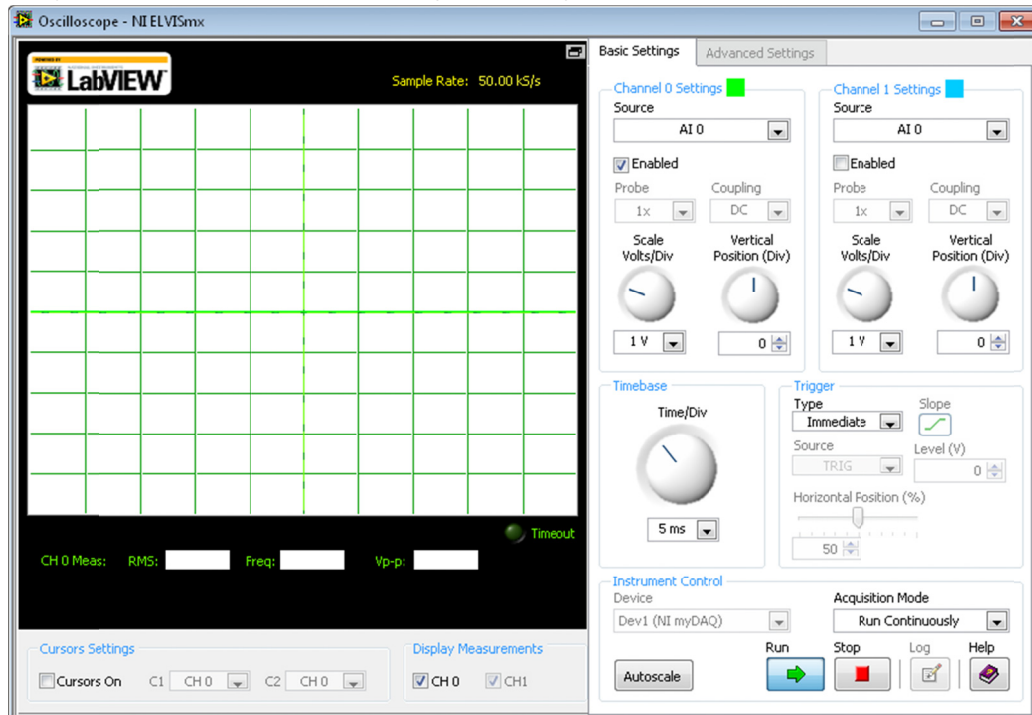 Oscilloscope - NI ELVISmx
LabVIEW
Sample Rate: 50.00 kS/s
Timeout
CH 0 Meas: RMS: Freq: Vp-p:
Cursors Settings
Cursors On C1 CH 0 C2 CH 0
Display Measurements
CH 0 CH1
Basic Settings Advanced Settings
Channel 0 Settings
Source
AI 0
Enabled
Probe Coupling
1x DC
Scale Vertical
Volts/Div Position (Div)
1 V 0
Channel 1 Settings
Source
AI 0
Enabled
Probe Coupling
1x DC
Scale Vertical
Volts/Div Position (Div)
1 V 0
Timebase
Time/Div
5 ms
Trigger
Type Slope
Immediate
Source Level (V)
TRIG 0
Horizontal Position (%)
50
Instrument Control
Device Acquisition Mode
Dev1 (NI myDAQ) Run Continuously
Run Stop Log Help
Autoscale